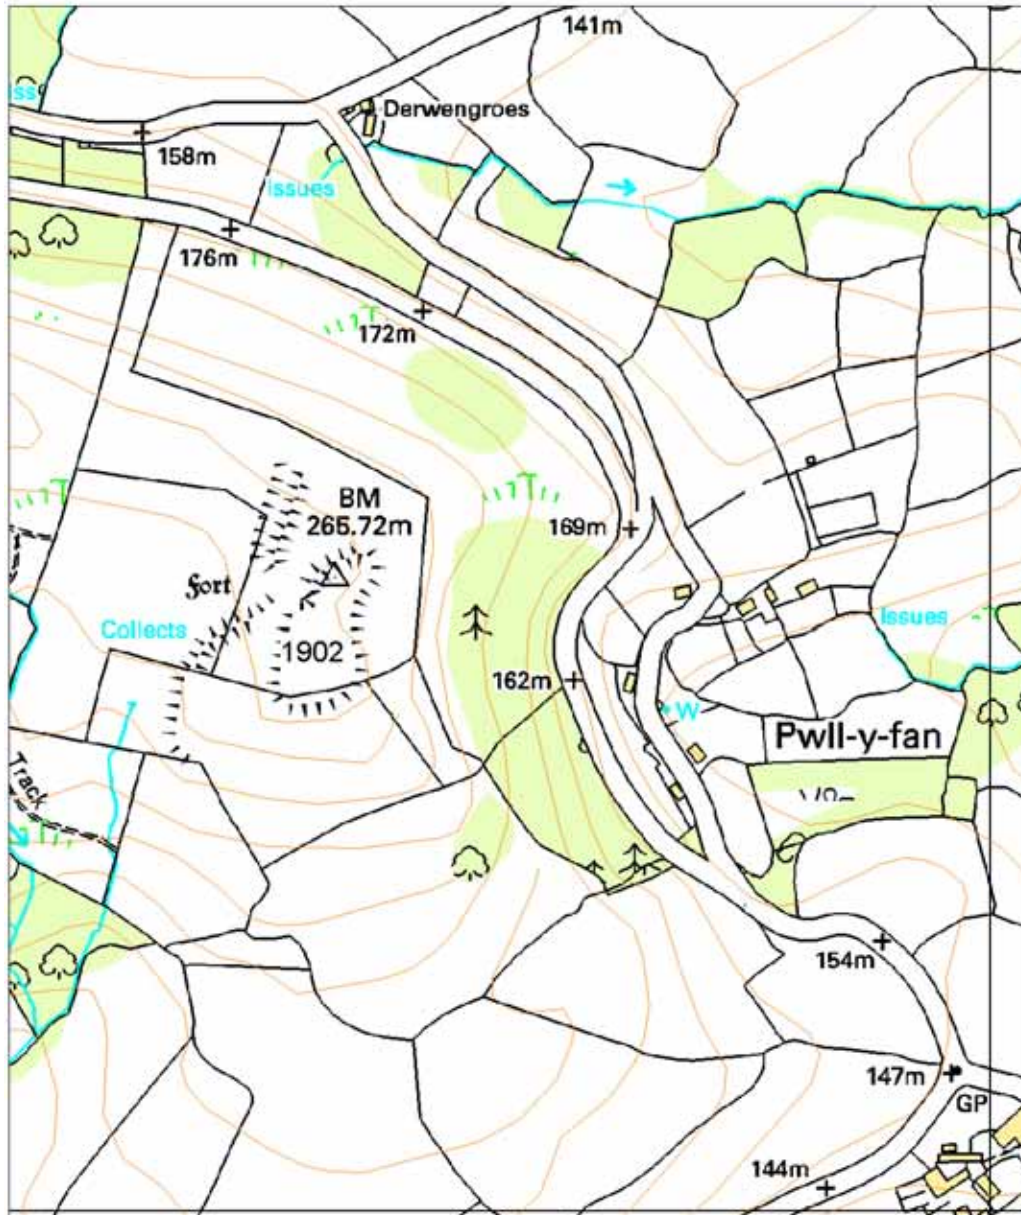 141m
Derwengroes
Iss
158m
Issues
176m
172m
BM
265.72m
169m
Fort
Collects
1902
Issues
162m
W
Pwll-y-fan
Track
154m
147m
GP
144m